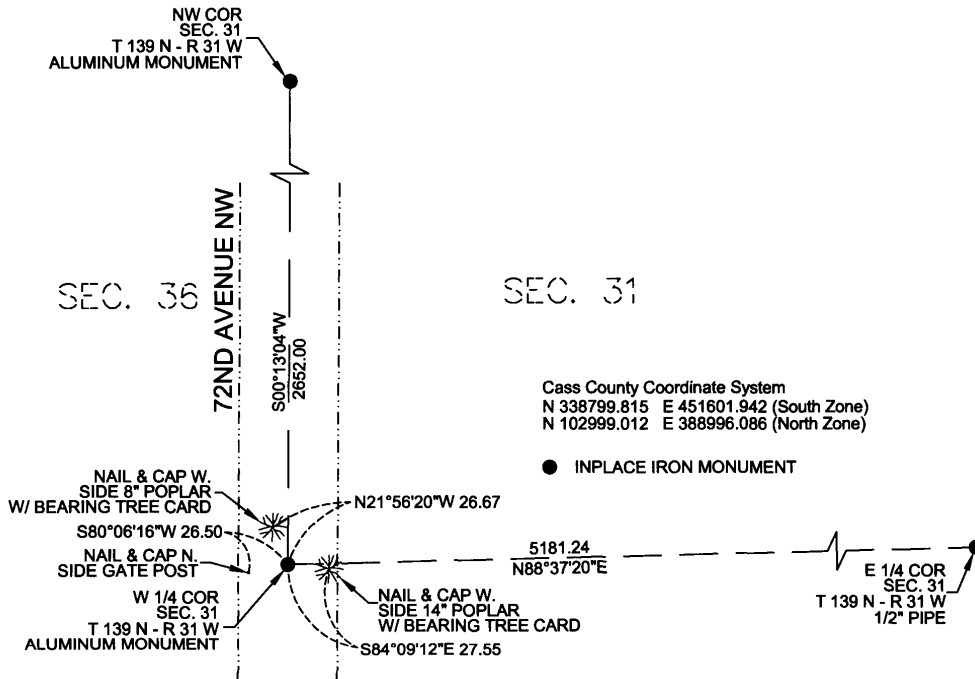 NW COR
SEC. 31
T 139 N - R 31 W
ALUMINUM MONUMENT
72ND AVENUE NW
SEC. 36
SEC. 31
S00°13'04"W
2652.00
Cass County Coordinate System
N 338799.815 E 451601.942 (South Zone)
N 102999.012 E 388996.086 (North Zone)
INPLACE IRON MONUMENT
NAIL & CAP W.
SIDE 8" POPLAR
W/ BEARING TREE CARD
N21°56'20"W 26.67
S80°06'16"W 26.50
NAIL & CAP N.
SIDE GATE POST
5181.24
N88°37'20"E
W 1/4 COR
SEC. 31
T 139 N - R 31 W
ALUMINUM MONUMENT
NAIL & CAP W.
SIDE 14" POPLAR
W/ BEARING TREE CARD
S84°09'12"E 27.55
E 1/4 COR
SEC. 31
T 139 N - R 31 W
1/2" PIPE